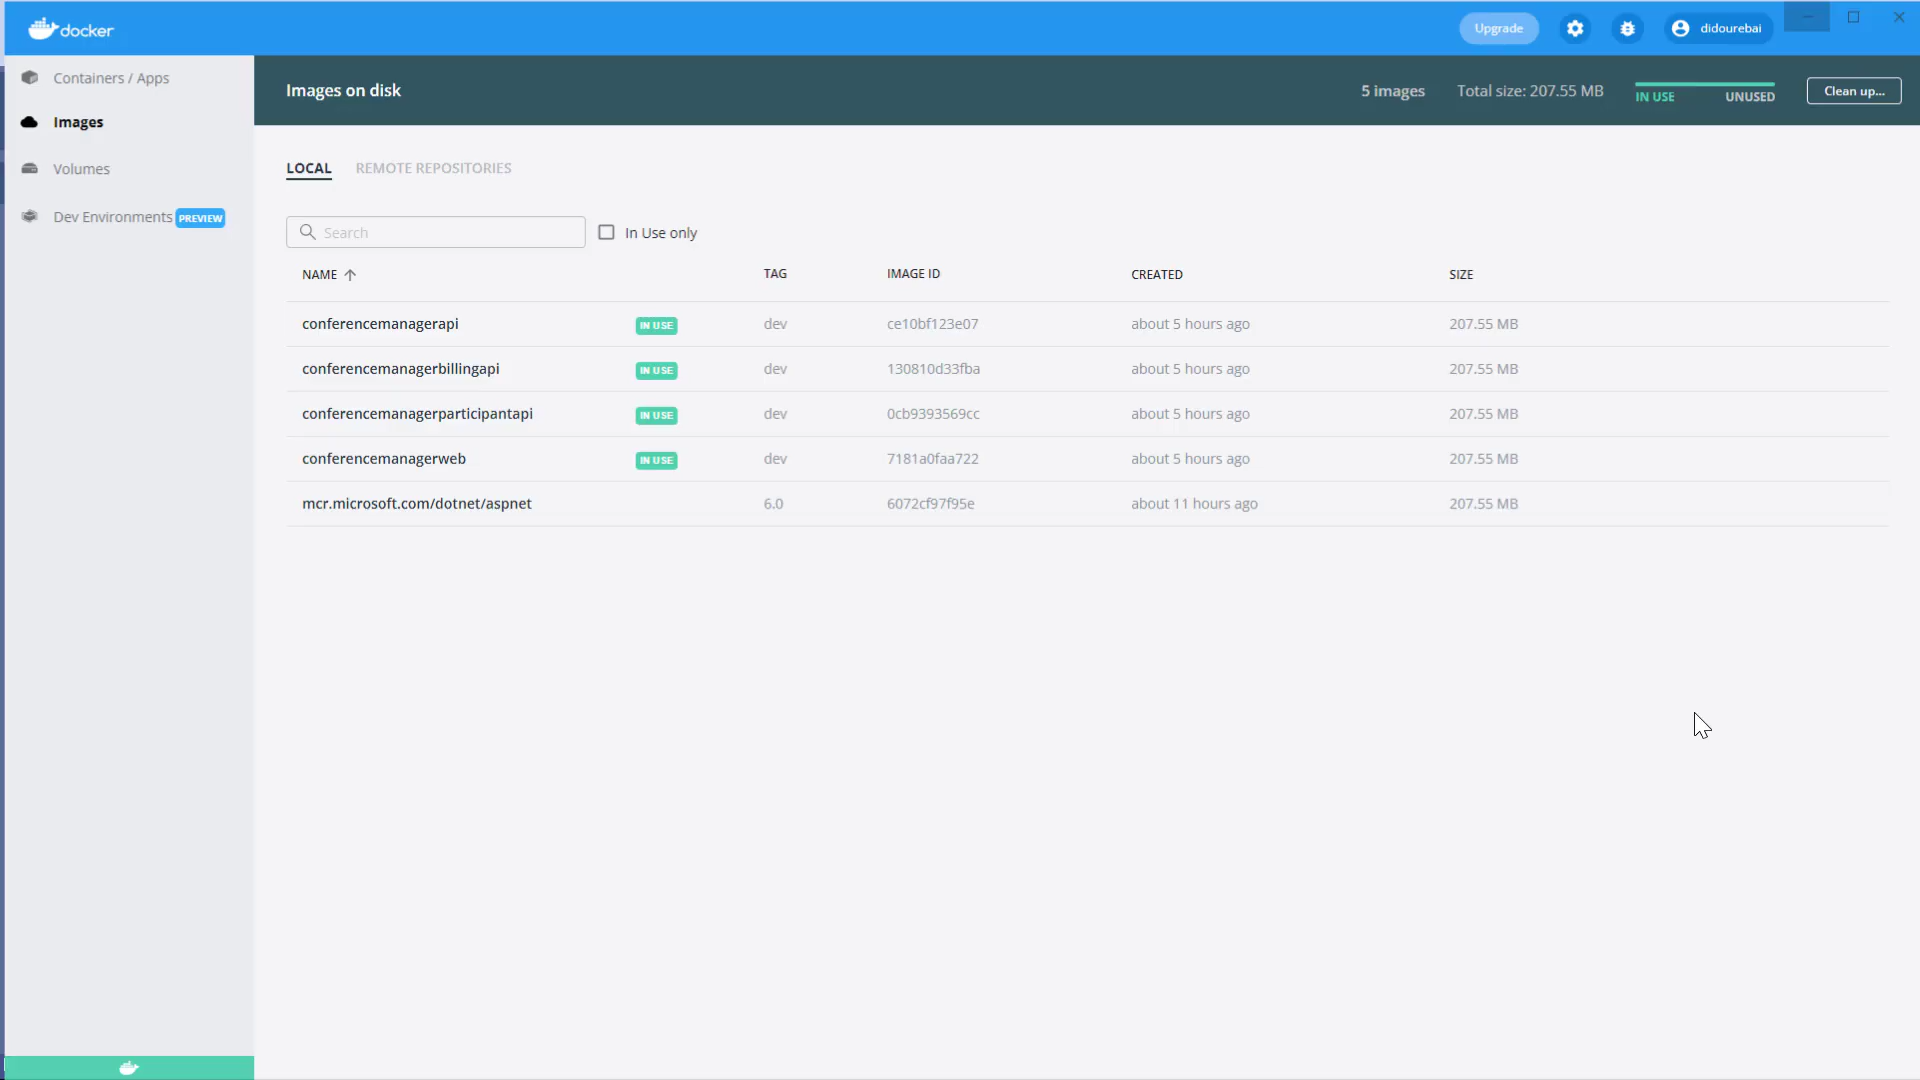 docker
Upgrade
didourebai
Containers / Apps
Images
Volumes
Dev Environments PREVIEW
Images on disk
5 images
Total size: 207.55 MB
IN USE
UNUSED
Clean up...
LOCAL
REMOTE REPOSITORIES
Search
In Use only
NAME TAG IMAGE ID CREATED SIZE
conferencemanagerapi IN USE dev ce10bf123e07 about 5 hours ago 207.55 MB
conferencemanagerbillingapi IN USE dev 130810d33fba about 5 hours ago 207.55 MB
conferencemanagerparticipantapi IN USE dev 0cb9393569cc about 5 hours ago 207.55 MB
conferencemanagerweb IN USE dev 7181a0faa722 about 5 hours ago 207.55 MB
mcr.microsoft.com/dotnet/aspnet 6.0 6072cf97f95e about 11 hours ago 207.55 MB